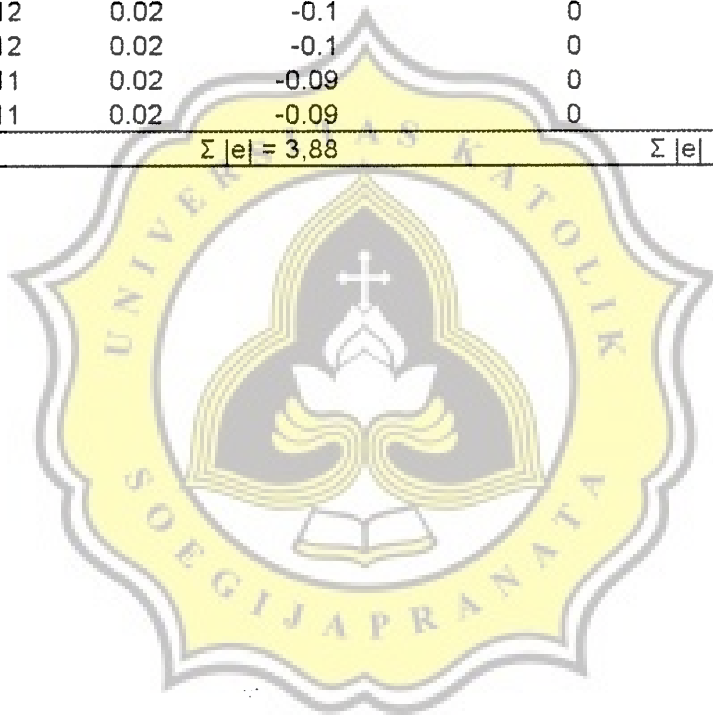 12 0.02 -0.1 0
12 0.02 -0.1 0
11 0.02 -0.09 0
11 0.02 -0.09 0
Σ |e| = 3,88 Σ |e|
UNIVERSITAS KATOLIK
SOEGIJAPRANATA